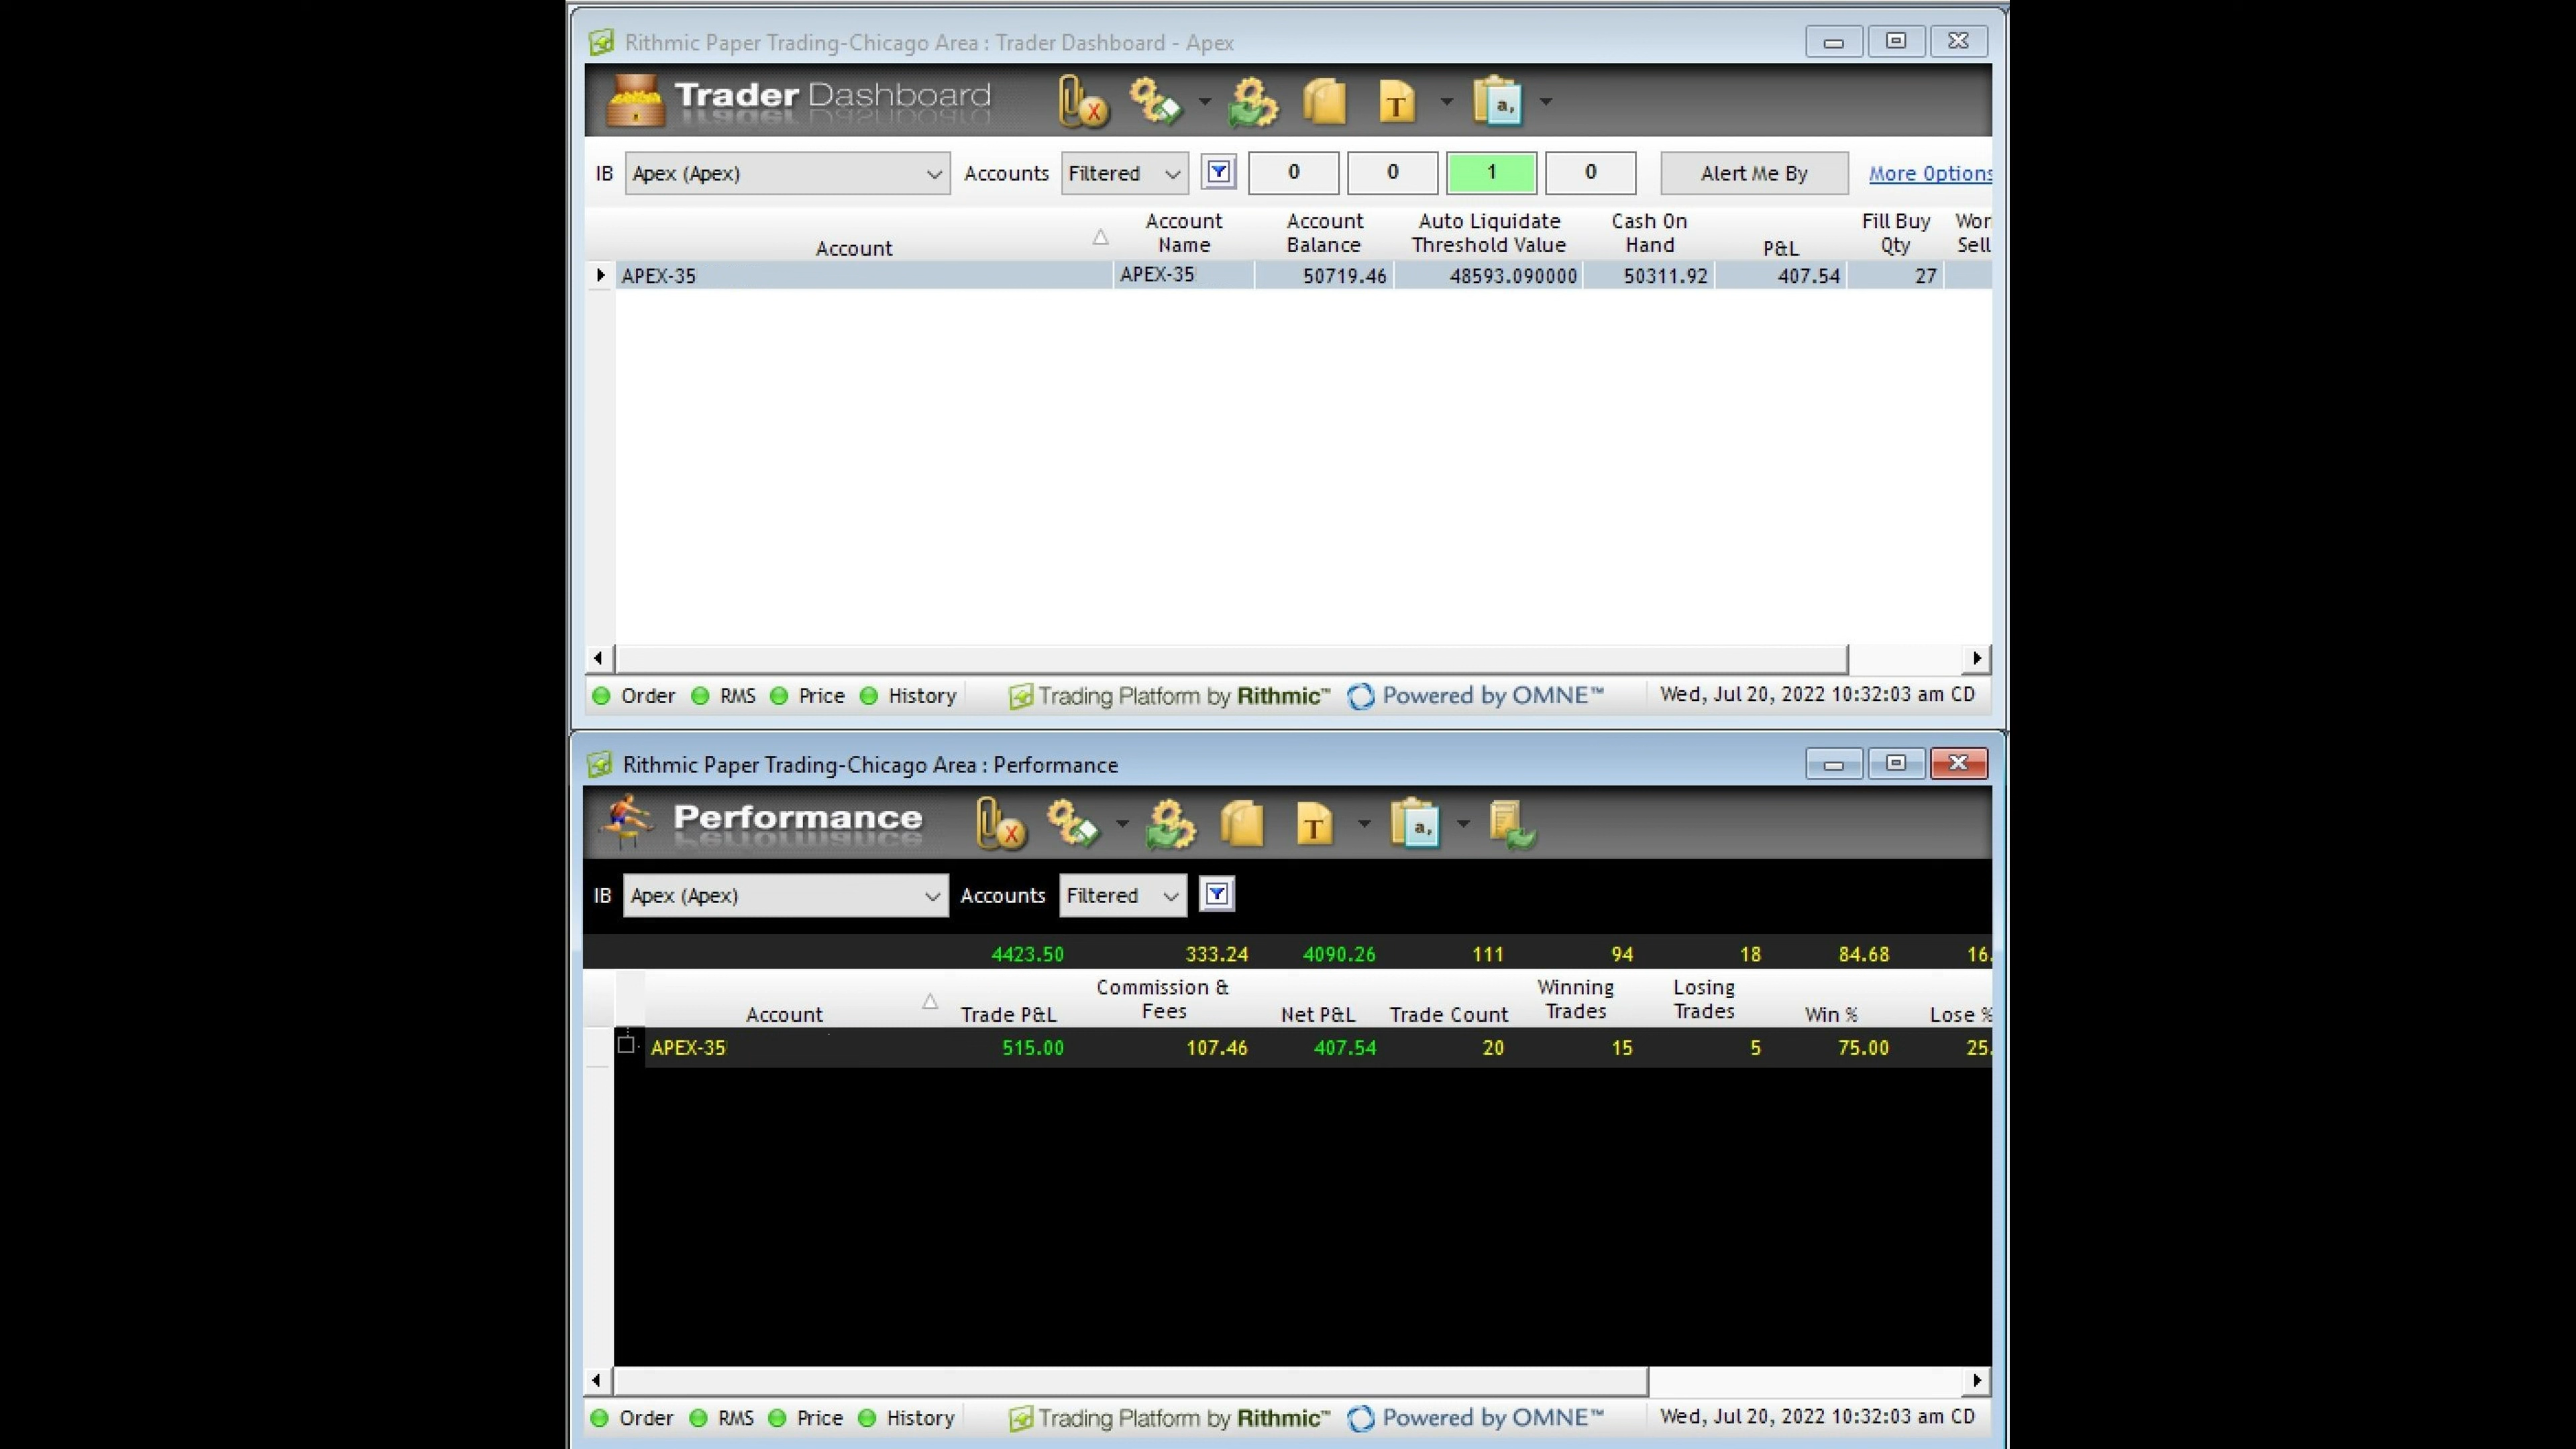 Rithmic Paper Trading-Chicago Area : Trader Dashboard - Apex
Trader Dashboard
IB Apex (Apex) Accounts Filtered 0 0 1 0 Alert Me By More Options
Account Account Name Account Balance Auto Liquidate Threshold Value Cash On Hand P&L Fill Buy Qty Wor Sell
APEX-35 APEX-35 50719.46 48593.090000 50311.92 407.54 27
Order RMS Price History Trading Platform by Rithmic™ Powered by OMNE™ Wed, Jul 20, 2022 10:32:03 am CD
Rithmic Paper Trading-Chicago Area : Performance
Performance
IB Apex (Apex) Accounts Filtered
4423.50 333.24 4090.26 111 94 18 84.68 16.
Account Trade P&L Commission & Fees Net P&L Trade Count Winning Trades Losing Trades Win % Lose %
APEX-35 515.00 107.46 407.54 20 15 5 75.00 25.
Order RMS Price History Trading Platform by Rithmic™ Powered by OMNE™ Wed, Jul 20, 2022 10:32:03 am CD